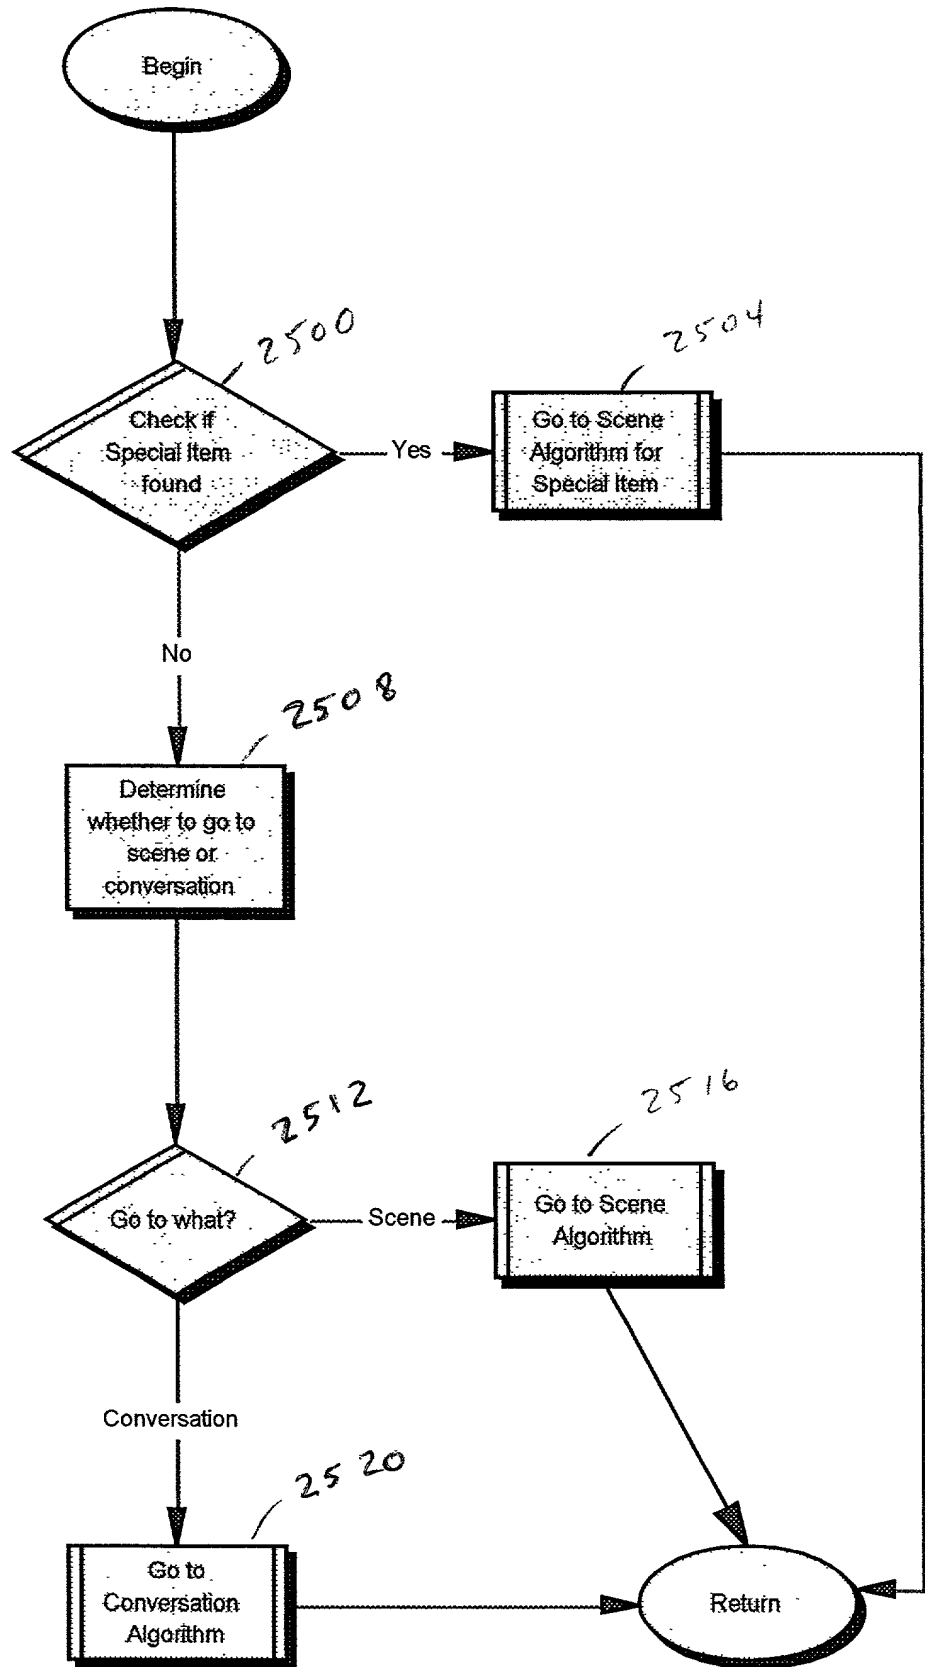 Begin
2500
2504
Check if
Special Item
found
Yes
Go to Scene
Algorithm for
Special Item
No
2508
Determine
whether to go to
scene or
conversation
2512
2516
Go to what?
Scene
Go to Scene
Algorithm
Conversation
2520
Go to
Conversation
Algorithm
Return